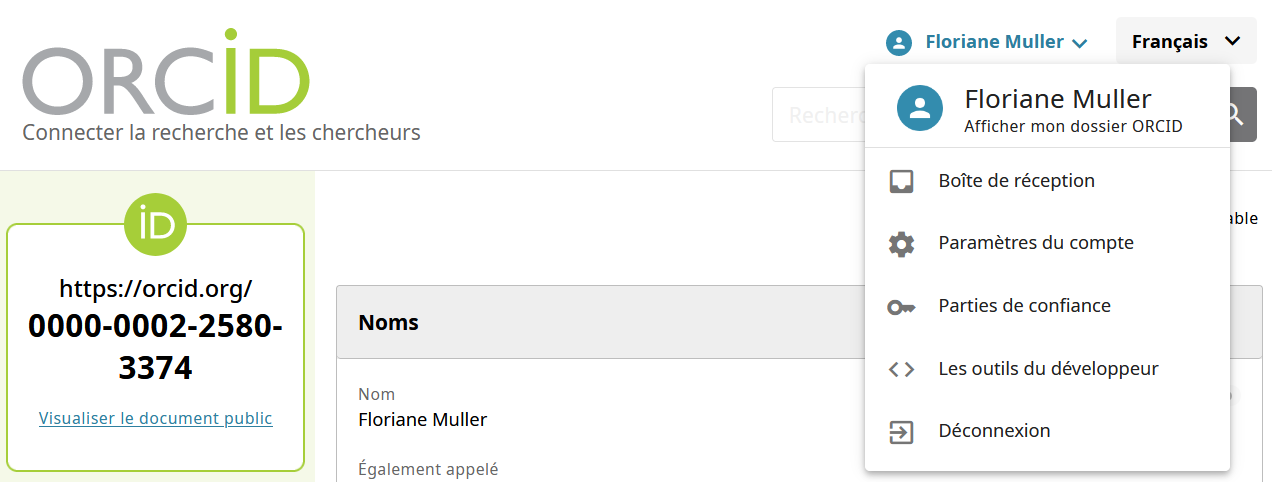 ORCID
Connecter la recherche et les chercheurs
Floriane Muller
Français
Floriane Muller
Afficher mon dossier ORCID
Boîte de réception
Paramètres du compte
Parties de confiance
Les outils du développeur
Déconnexion
iD
https://orcid.org/
0000-0002-2580-
3374
Visualiser le document public
Noms
Nom
Floriane Muller
Également appelé